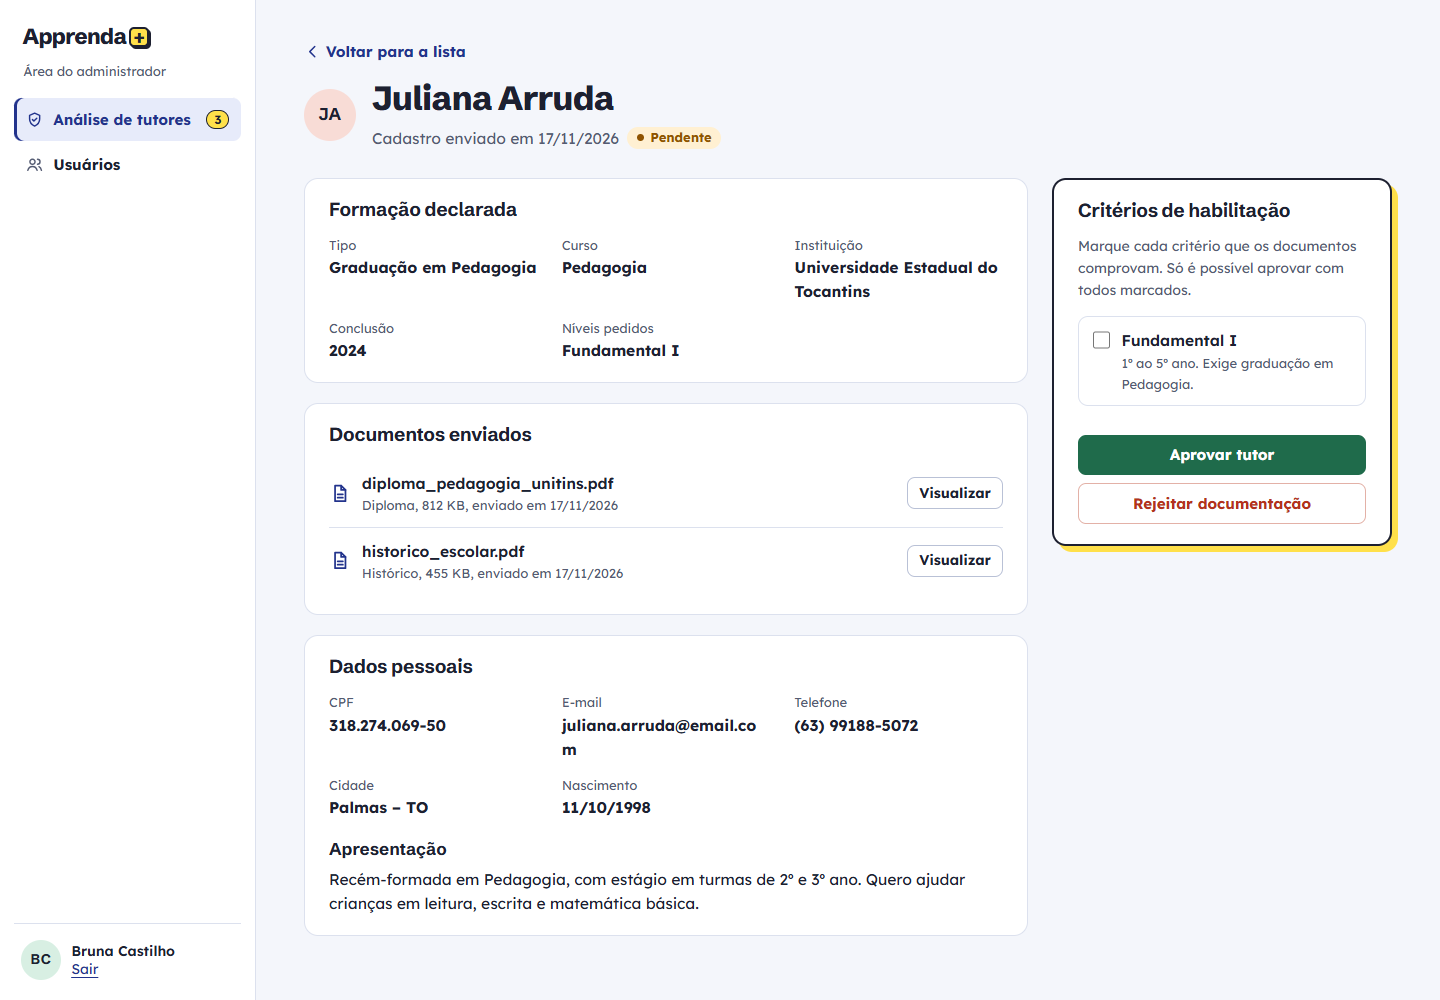 Apprenda+
Área do administrador
Análise de tutores 3
Usuários
Bruna Castilho
BC
Sair
Voltar para a lista
JA
Juliana Arruda
Cadastro enviado em 17/11/2026 Pendente
Formação declarada
Tipo
Graduação em Pedagogia
Curso
Pedagogia
Instituição
Universidade Estadual do
Tocantins
Conclusão
2024
Níveis pedidos
Fundamental I
Documentos enviados
diploma_pedagogia_unitins.pdf
Diploma, 812 KB, enviado em 17/11/2026
Visualizar
historico_escolar.pdf
Histórico, 455 KB, enviado em 17/11/2026
Visualizar
Dados pessoais
CPF
318.274.069-50
E-mail
juliana.arruda@email.co
m
Telefone
(63) 99188-5072
Cidade
Palmas – TO
Nascimento
11/10/1998
Apresentação
Recém-formada em Pedagogia, com estágio em turmas de 2º e 3º ano. Quero ajudar
crianças em leitura, escrita e matemática básica.
Critérios de habilitação
Marque cada critério que os documentos
comprovam. Só é possível aprovar com
todos marcados.
Fundamental I
1º ao 5º ano. Exige graduação em
Pedagogia.
Aprovar tutor
Rejeitar documentação